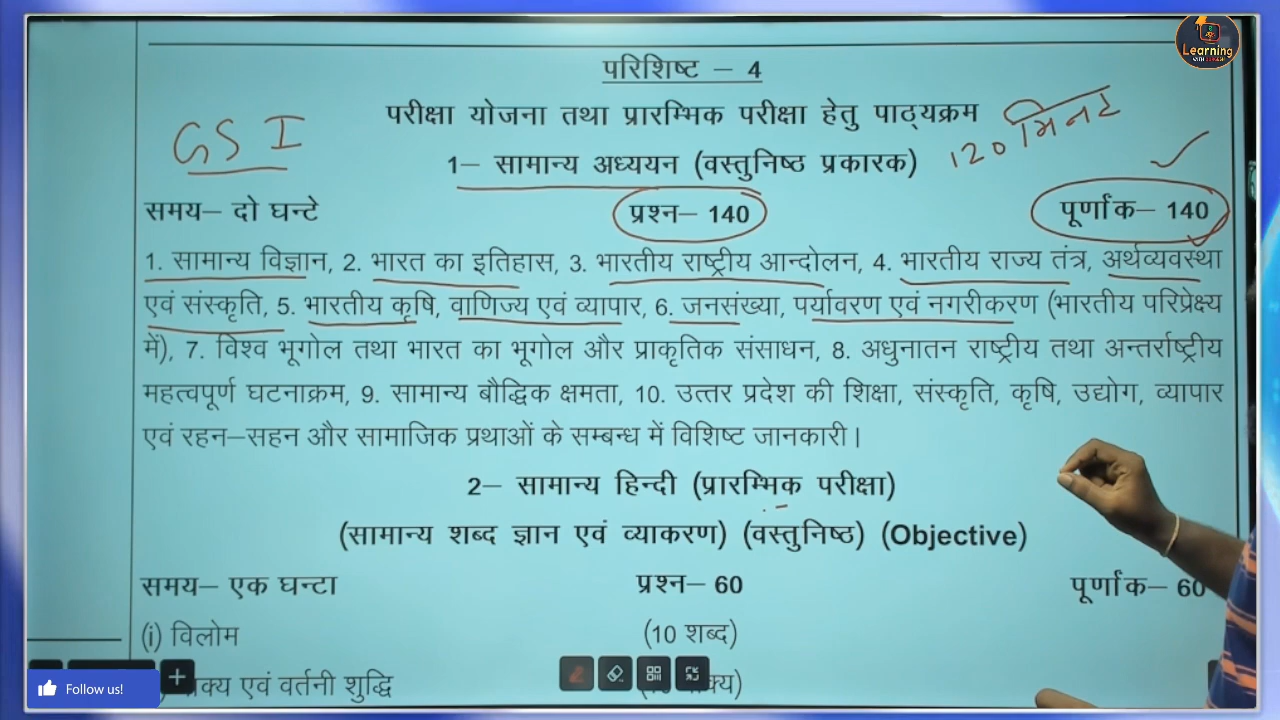 Learning
परिशिष्ट – 4
परीक्षा योजना तथा प्रारम्भिक परीक्षा हेतु पाठ्यक्रम
GS I
120 मिनट
1– सामान्य अध्ययन (वस्तुनिष्ठ प्रकारक)
समय– दो घन्टे प्रश्न– 140 पूर्णांक– 140
1. सामान्य विज्ञान, 2. भारत का इतिहास, 3. भारतीय राष्ट्रीय आन्दोलन, 4. भारतीय राज्य तंत्र, अर्थव्यवस्था
एवं संस्कृति, 5. भारतीय कृषि, वाणिज्य एवं व्यापार, 6. जनसंख्या, पर्यावरण एवं नगरीकरण (भारतीय परिप्रेक्ष्य
में), 7. विश्व भूगोल तथा भारत का भूगोल और प्राकृतिक संसाधन, 8. अधुनातन राष्ट्रीय तथा अन्तर्राष्ट्रीय
महत्वपूर्ण घटनाक्रम, 9. सामान्य बौद्धिक क्षमता, 10. उत्तर प्रदेश की शिक्षा, संस्कृति, कृषि, उद्योग, व्यापार
एवं रहन–सहन और सामाजिक प्रथाओं के सम्बन्ध में विशिष्ट जानकारी।
2– सामान्य हिन्दी (प्रारम्भिक परीक्षा)
(सामान्य शब्द ज्ञान एवं व्याकरण) (वस्तुनिष्ठ) (Objective)
समय– एक घन्टा प्रश्न– 60 पूर्णांक– 60
(i) विलोम (10 शब्द)
एवं वर्तनी शुद्धि
Follow us!